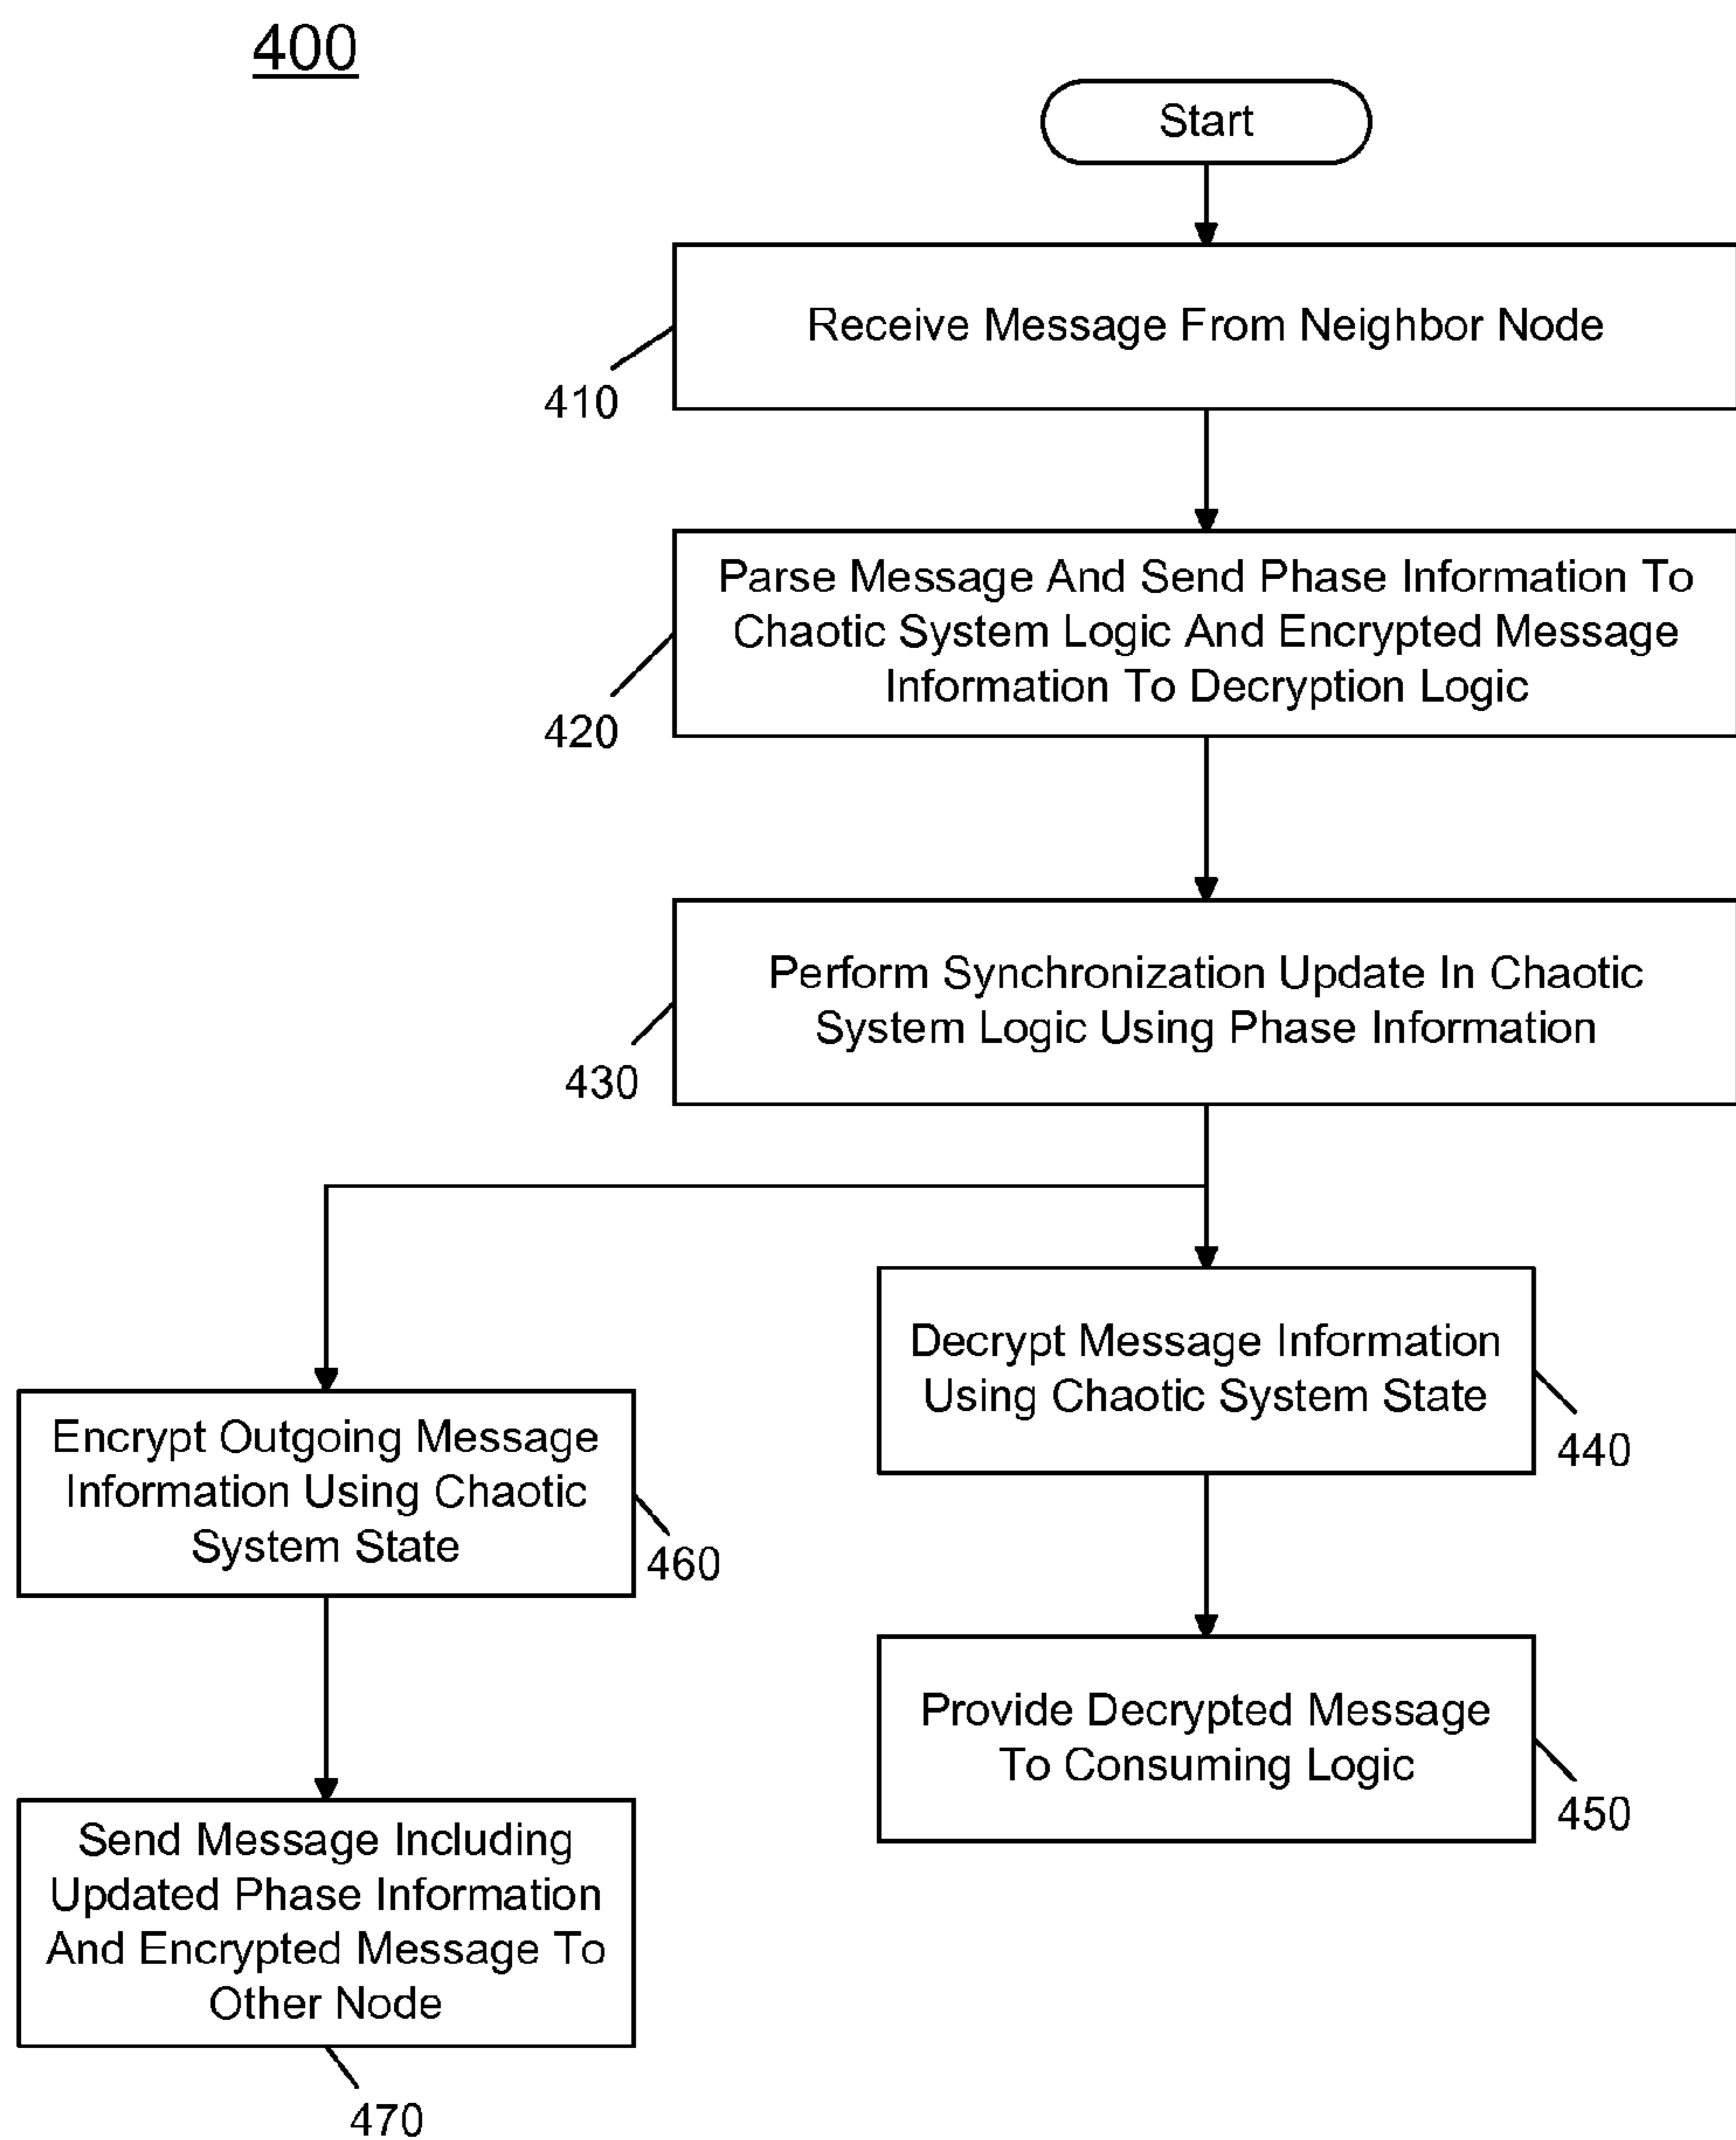 400
Start
Receive Message From Neighbor Node
410
Parse Message And Send Phase Information To
Chaotic System Logic And Encrypted Message
Information To Decryption Logic
420
Perform Synchronization Update In Chaotic
System Logic Using Phase Information
430
Decrypt Message Information
Using Chaotic System State
440
Encrypt Outgoing Message
Information Using Chaotic
System State
460
Provide Decrypted Message
To Consuming Logic
450
Send Message Including
Updated Phase Information
And Encrypted Message To
Other Node
470